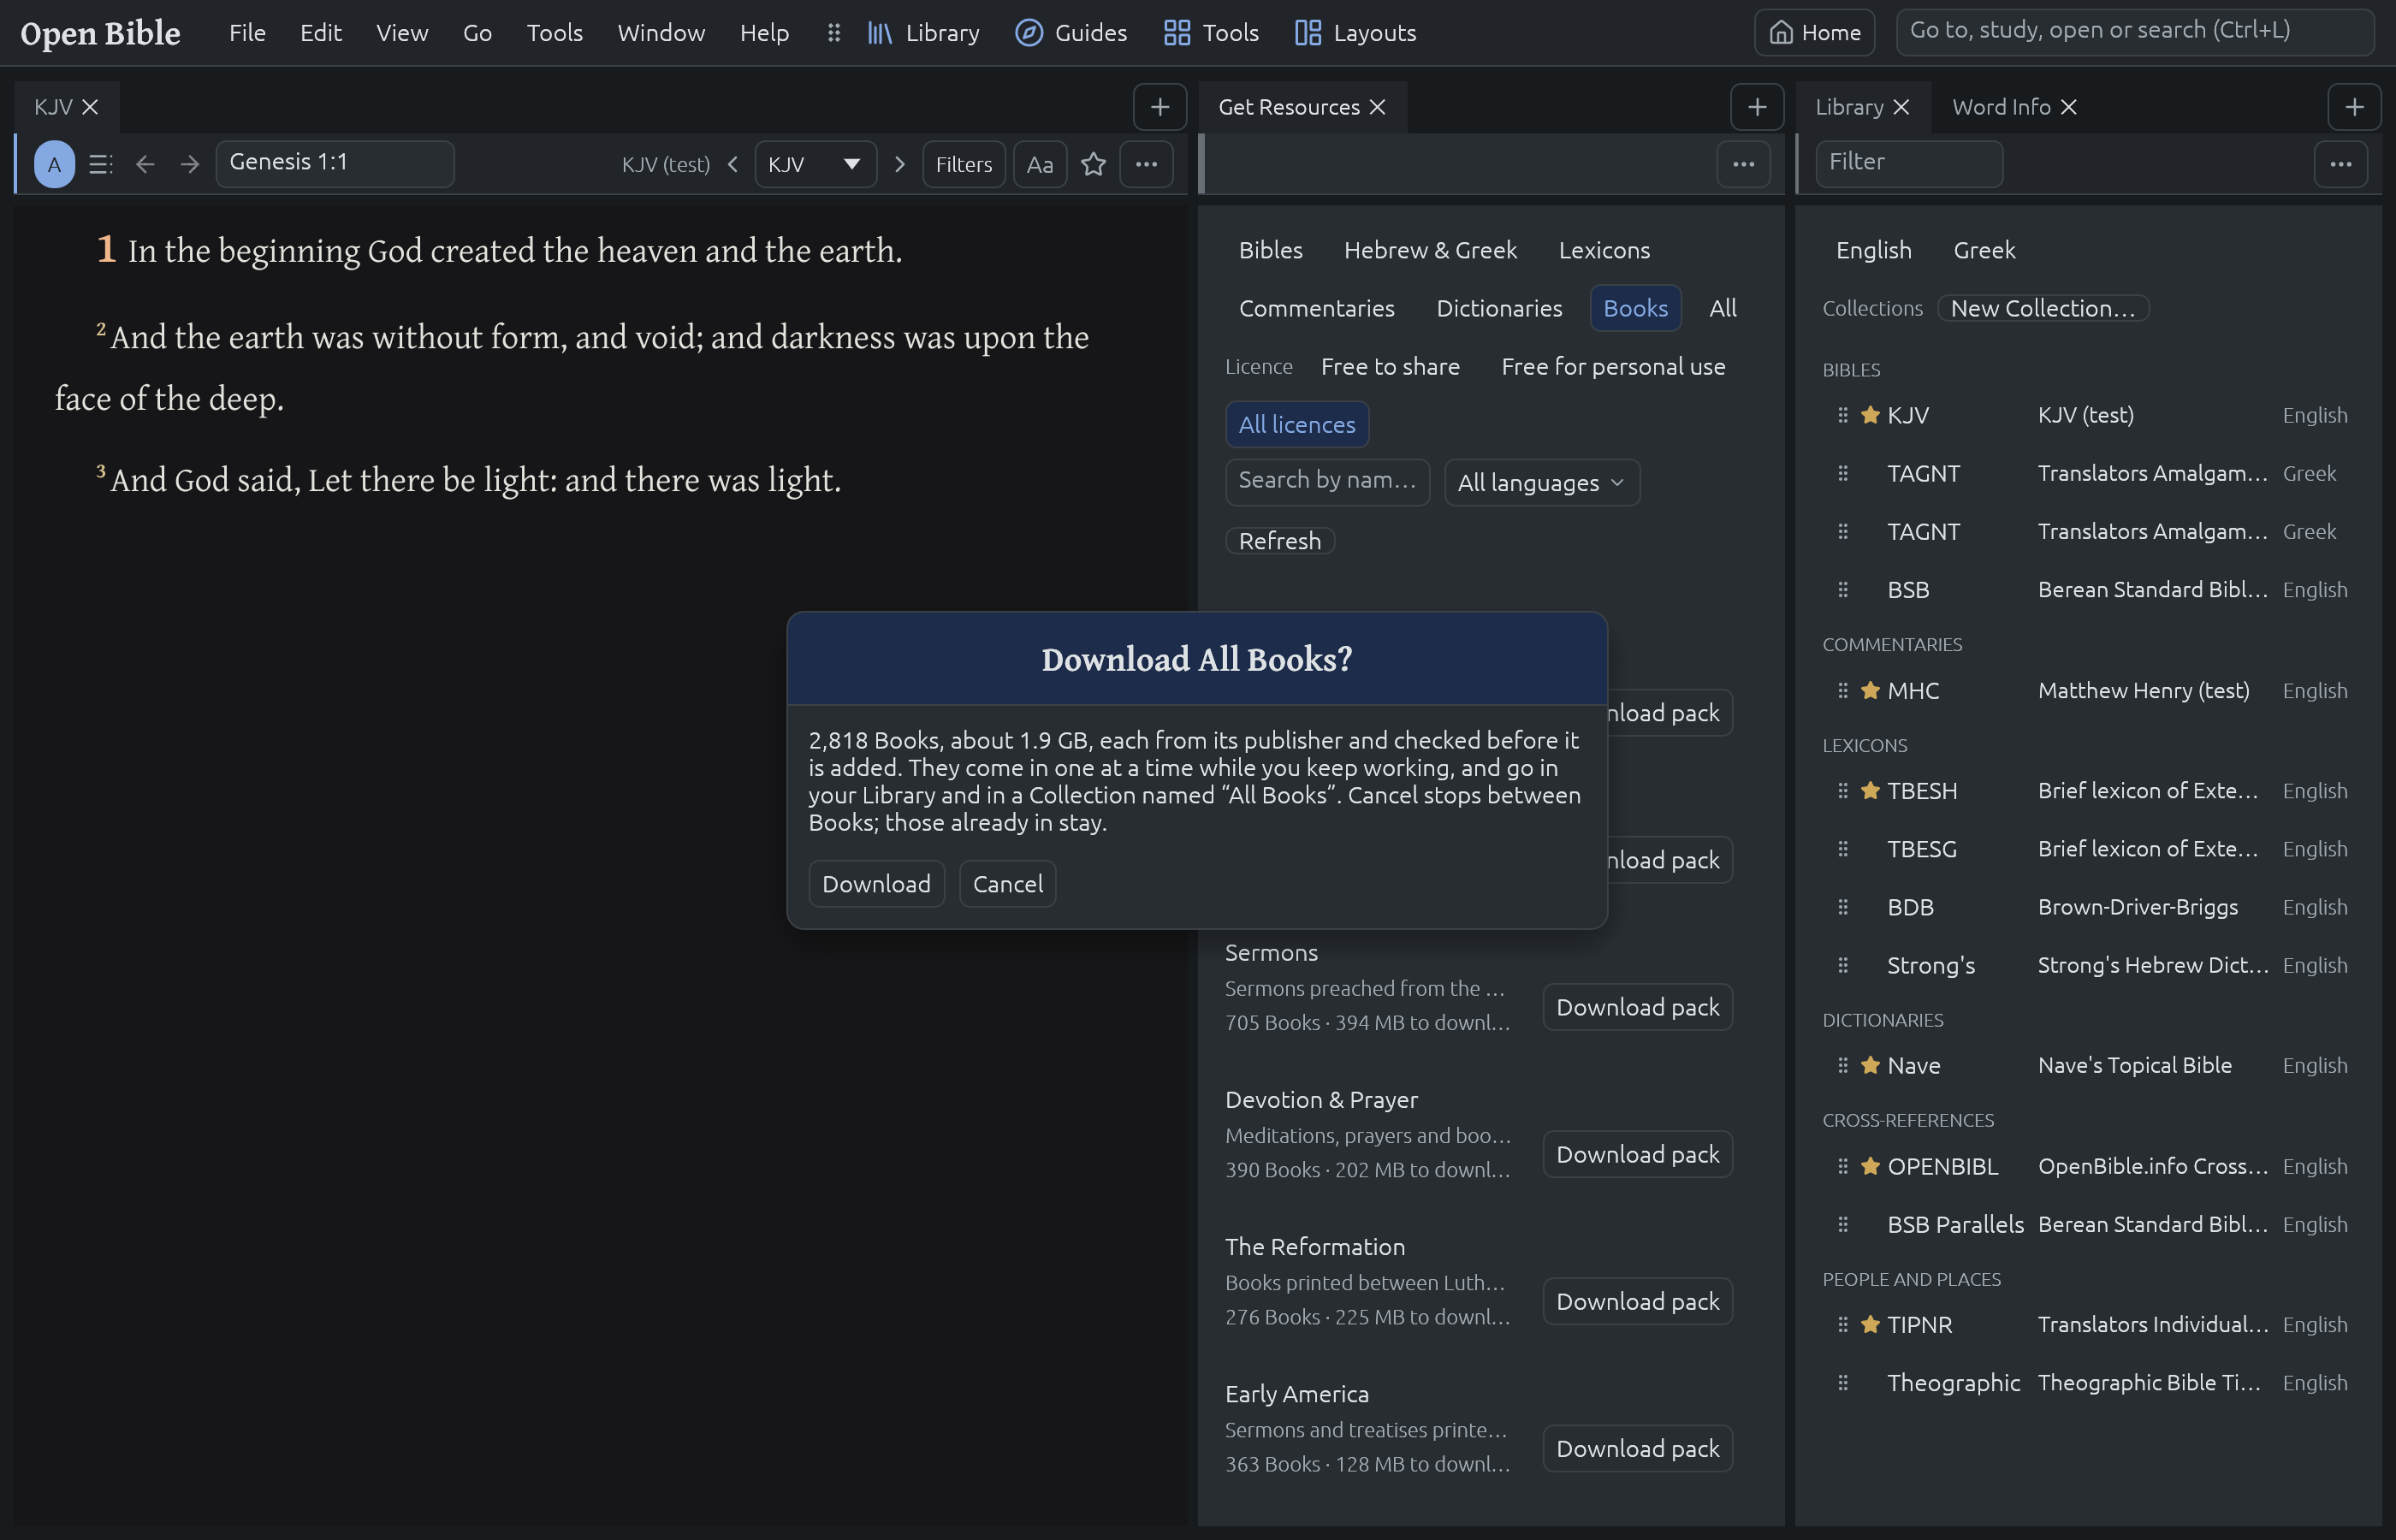 Open Bible File Edit View Go Tools Window Help Library Guides Tools Layouts Home Go to, study, open or search (Ctrl+L)
KJV
A Genesis 1:1 KJV (test) KJV Filters Aa
1 In the beginning God created the heaven and the earth.
2 And the earth was without form, and void; and darkness was upon the
face of the deep.
3 And God said, Let there be light: and there was light.
Get Resources
Bibles Hebrew & Greek Lexicons
Commentaries Dictionaries Books All
Licence Free to share Free for personal use
All licences
Search by nam… All languages
Refresh
Download All Books?
2,818 Books, about 1.9 GB, each from its publisher and checked before it
is added. They come in one at a time while you keep working, and go in
your Library and in a Collection named “All Books”. Cancel stops between
Books; those already in stay.
Download Cancel
pack
pack
Sermons
Sermons preached from the …
705 Books · 394 MB to downl…
Download pack
Devotion & Prayer
Meditations, prayers and boo…
390 Books · 202 MB to downl…
Download pack
The Reformation
Books printed between Luth…
276 Books · 225 MB to downl…
Download pack
Early America
Sermons and treatises printe…
363 Books · 128 MB to downl…
Download pack
Library Word Info
Filter
English Greek
Collections New Collection…
BIBLES
KJV KJV (test) English
TAGNT Translators Amalgam… Greek
TAGNT Translators Amalgam… Greek
BSB Berean Standard Bibl… English
COMMENTARIES
MHC Matthew Henry (test) English
LEXICONS
TBESH Brief lexicon of Exte… English
TBESG Brief lexicon of Exte… English
BDB Brown-Driver-Briggs English
Strong's Strong's Hebrew Dict… English
DICTIONARIES
Nave Nave's Topical Bible English
CROSS-REFERENCES
OPENBIBL OpenBible.info Cross… English
BSB Parallels Berean Standard Bibl… English
PEOPLE AND PLACES
TIPNR Translators Individual… English
Theographic Theographic Bible Ti… English